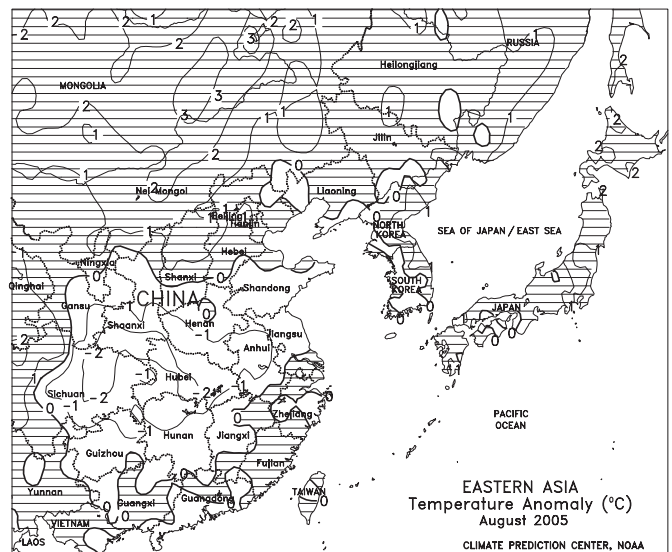 RUSSIA
Heilongjiang
MONGOLIA
Jilin
Nei Mongol
Liaoning
Beijing
Tianjin
NORTH
KOREA
SEA OF JAPAN / EAST SEA
Hebei
Ningxia
Shanxi
Qinghai
Shandong
SOUTH
KOREA
CHINA
Gansu
JAPAN
Shaanxi
Henan
Jiangsu
Anhui
Hubei
Sichuan
Zhejiang
PACIFIC
OCEAN
Hunan
Jiangxi
Guizhou
Fujian
Yunnan
Guangxi
Guangdong
TAIWAN
VIETNAM
LAOS
EASTERN ASIA
Temperature Anomaly (°C)
August 2005
CLIMATE PREDICTION CENTER, NOAA